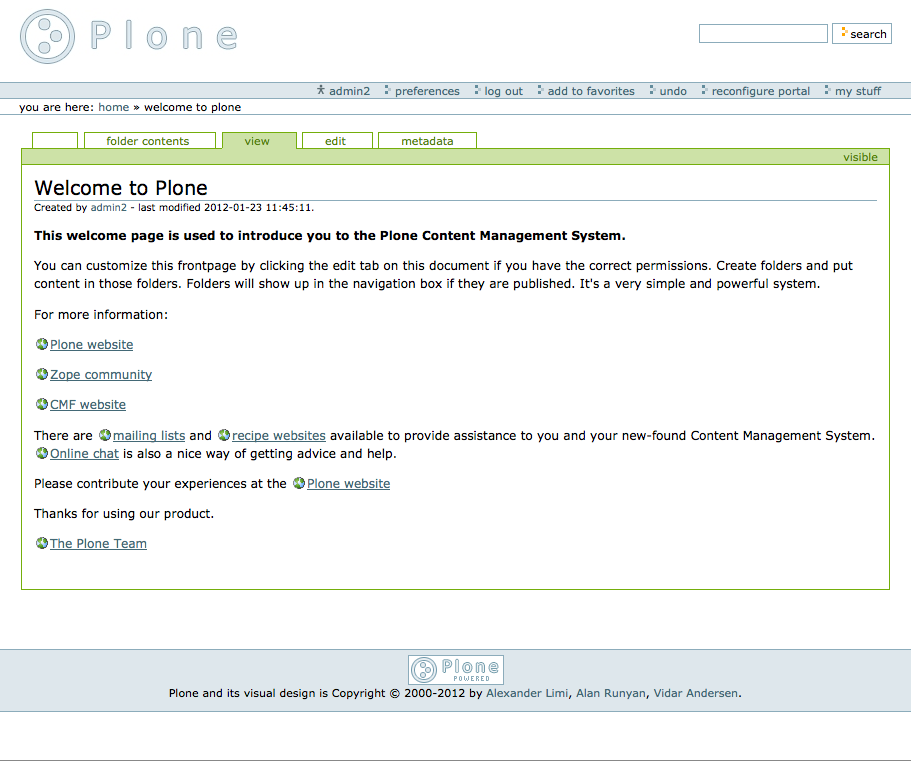 Plone
search
admin2 preferences log out add to favorites undo reconfigure portal my stuff
you are here: home » welcome to plone
folder contents view edit metadata
visible
Welcome to Plone
Created by admin2 - last modified 2012-01-23 11:45:11.
This welcome page is used to introduce you to the Plone Content Management System.
You can customize this frontpage by clicking the edit tab on this document if you have the correct permissions. Create folders and put
content in those folders. Folders will show up in the navigation box if they are published. It's a very simple and powerful system.
For more information:
Plone website
Zope community
CMF website
There are mailing lists and recipe websites available to provide assistance to you and your new-found Content Management System.
Online chat is also a nice way of getting advice and help.
Please contribute your experiences at the Plone website
Thanks for using our product.
The Plone Team
Plone
POWERED
Plone and its visual design is Copyright © 2000-2012 by Alexander Limi, Alan Runyan, Vidar Andersen.